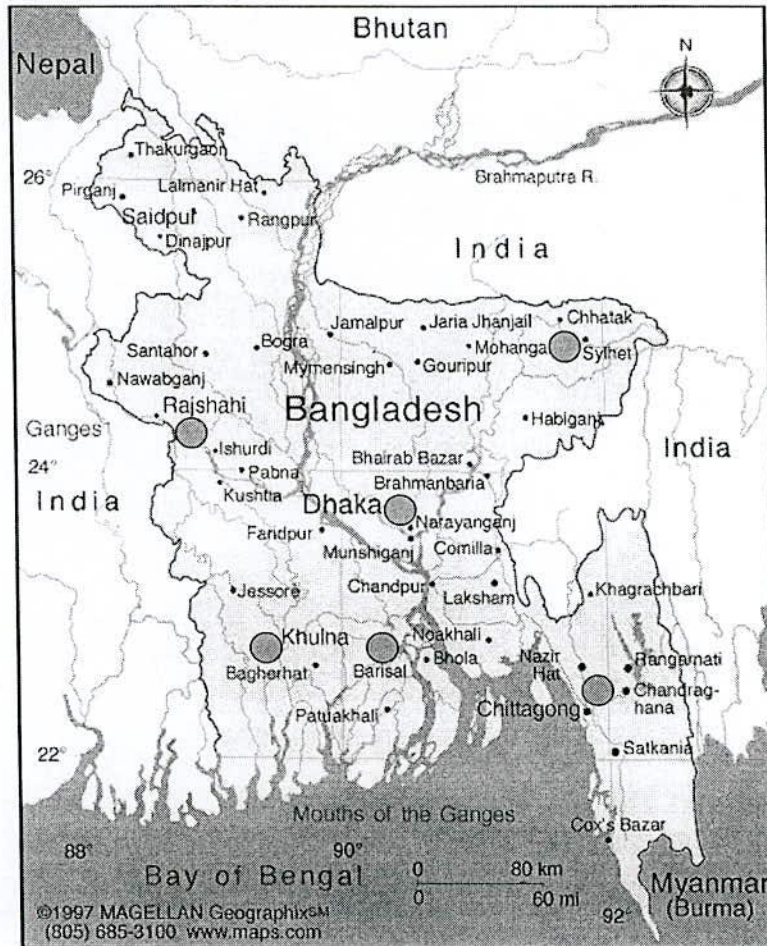 Bhutan
Nepal
N
Thakurgaon
Brahmaputra R.
26°
Lalmanir Hat
Pirganj
Saidpur
Rangpur
Dinajpur
India
Jamalpur
Jaria Jhanjail
Chhatak
Santahor
Bogra
Mohanga
Sylhet
Mymensingh
Gouripur
Nawabganj
Rajshahi
Bangladesh
Habiganj
Ganges
Ishurdi
India
24°
Pabna
Bhairab Bazar
India
Kushtia
Brahmanbaria
Dhaka
Faridpur
Narayanganj
Munshiganj
Comilla
Jessore
Chandpur
Laksham
Khagrachbari
Khulna
Noakhali
Bagherhat
Barisal
Bhola
Nazir
Hat
Rangamati
Chandrag-
hana
Patuakhali
Chittagong
22°
Satkania
Mouths of the Ganges
Cox's Bazar
88°
90°
0 80 km
Bay of Bengal
0 60 mi
Myanmar
(Burma)
92°
©1997 MAGELLAN Geographix℠
(805) 685-3100 www.maps.com